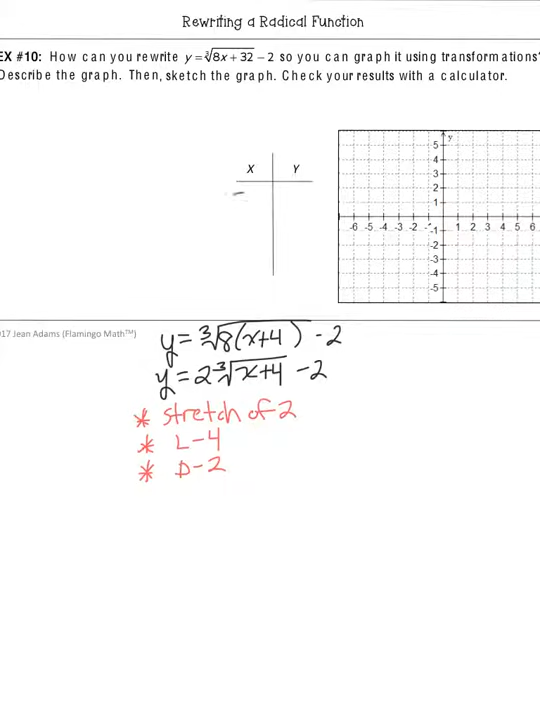 Rewriting a Radical Function
EX #10: How can you rewrite y = ∛8x + 32 – 2 so you can graph it using transformations?
Describe the graph. Then, sketch the graph. Check your results with a calculator.
X Y
y
5
4
3
2
1
-6 -5 -4 -3 -2 -1 1 2 3 4 5 6
-2
-3
-4
-5
017 Jean Adams (Flamingo Math™)
y = ∛8(x+4) - 2
y = 2∛x+4 - 2
* stretch of 2
* L-4
* D-2